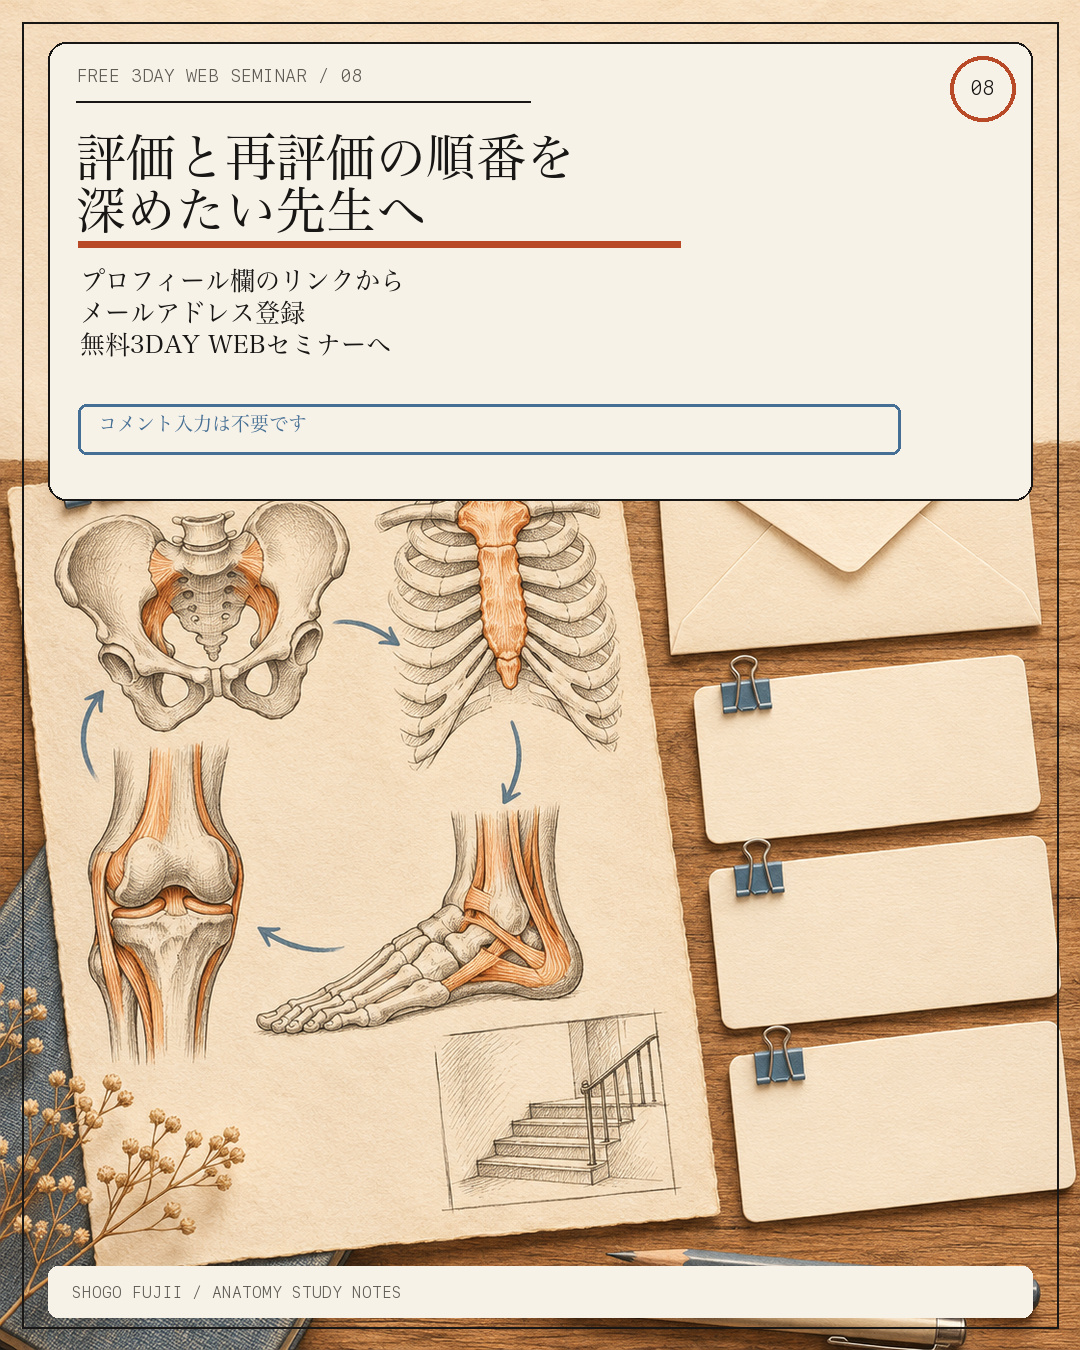 FREE 3DAY WEB SEMINAR / 08
08
評価と再評価の順番を
深めたい先生へ
プロフィール欄のリンクから
メールアドレス登録
無料3DAY WEBセミナーへ
コメント入力は不要です
SHOGO FUJII / ANATOMY STUDY NOTES